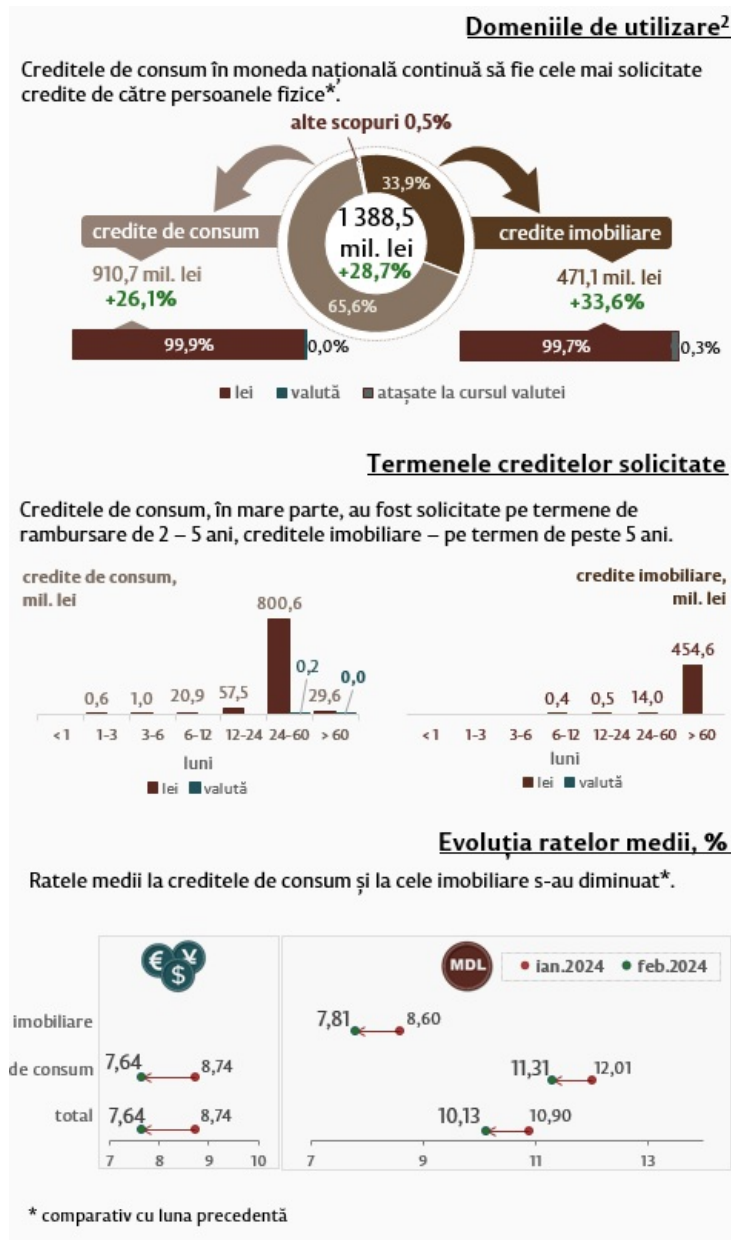 Domeniile de utilizare²
Creditele de consum în moneda națională continuă să fie cele mai solicitate
credite de către persoanele fizice*.
alte scopuri 0,5%
33,9%
1 388,5
mil. lei
+28,7%
65,6%
credite de consum
910,7 mil. lei
+26,1%
99,9%
0,0%
credite imobiliare
471,1 mil. lei
+33,6%
99,7%
0,3%
lei valută atașate la cursul valutei
Termenele creditelor solicitate
Creditele de consum, în mare parte, au fost solicitate pe termene de
rambursare de 2 – 5 ani, creditele imobiliare – pe termen de peste 5 ani.
credite de consum,
mil. lei
800,6
0,2
0,0
0,6 1,0 20,9 57,5 29,6
<1 1-3 3-6 6-12 12-24 24-60 >60
luni
lei valută
credite imobiliare,
mil. lei
454,6
0,4 0,5 14,0
<1 1-3 3-6 6-12 12-24 24-60 >60
luni
lei valută
Evoluția ratelor medii, %
Ratele medii la creditele de consum și la cele imobiliare s-au diminuat*.
€ ¥ $
MDL
ian.2024 feb.2024
imobiliare
7,81 8,60
de consum
7,64 8,74
11,31 12,01
total
7,64 8,74
10,13 10,90
7 8 9 10
7 9 11 13
* comparativ cu luna precedentă